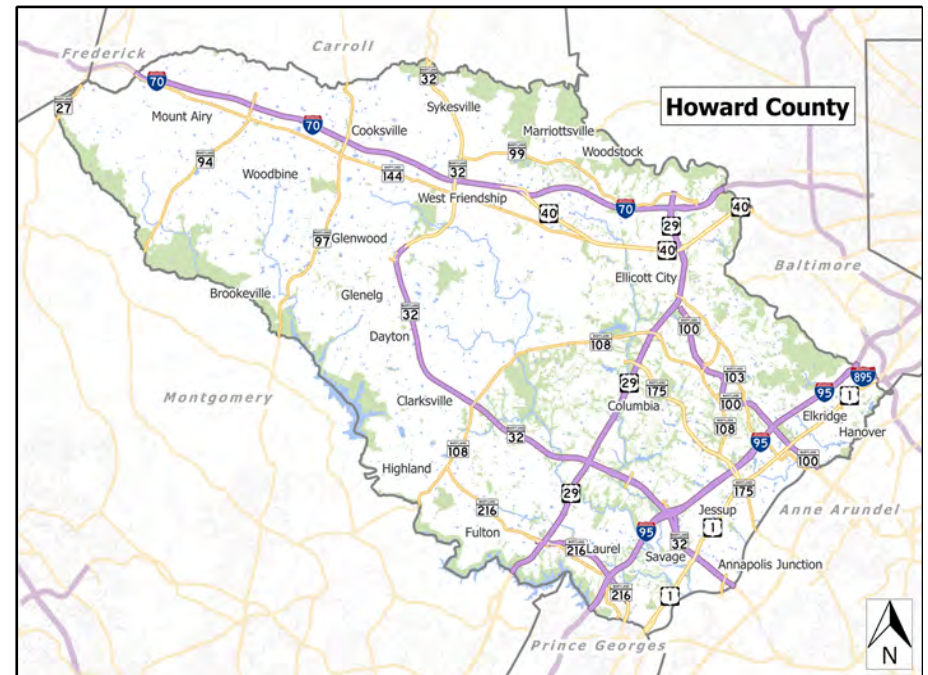 Frederick
Carroll
70
32
27
Sykesville
Howard County
Mount Airy
70
Cooksville
Marriottsville
99
Woodstock
94
Woodbine
144
32
West Friendship
70
40
40
29
97
Glenwood
40
Baltimore
Ellicott City
Brookeville
Glenelg
32
100
Dayton
108
103
895
Montgomery
29
175
95
1
Clarksville
Columbia
100
Elkridge
32
108
95
Hanover
108
100
Highland
29
175
216
Jessup
Anne Arundel
Fulton
95
1
216
Laurel
Savage
32
Annapolis Junction
216
1
Prince Georges
N